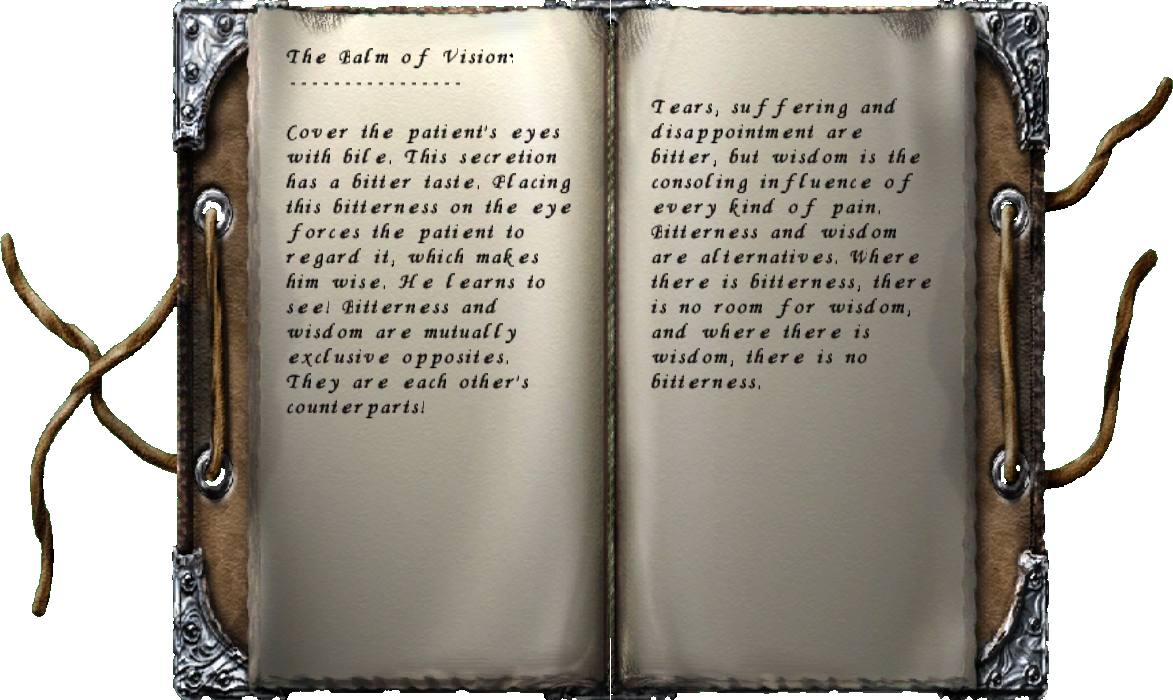 The Balm of Vision:
----------------
Cover the patient's eyes
with bile. This secretion
has a bitter taste. Placing
this bitterness on the eye
forces the patient to
regard it, which makes
him wise. He learns to
see! Bitterness and
wisdom are mutually
exclusive opposites.
They are each other's
counterparts!
Tears, suffering and
disappointment are
bitter, but wisdom is the
consoling influence of
every kind of pain.
Bitterness and wisdom
are alternatives. Where
there is bitterness, there
is no room for wisdom,
and where there is
wisdom, there is no
bitterness.